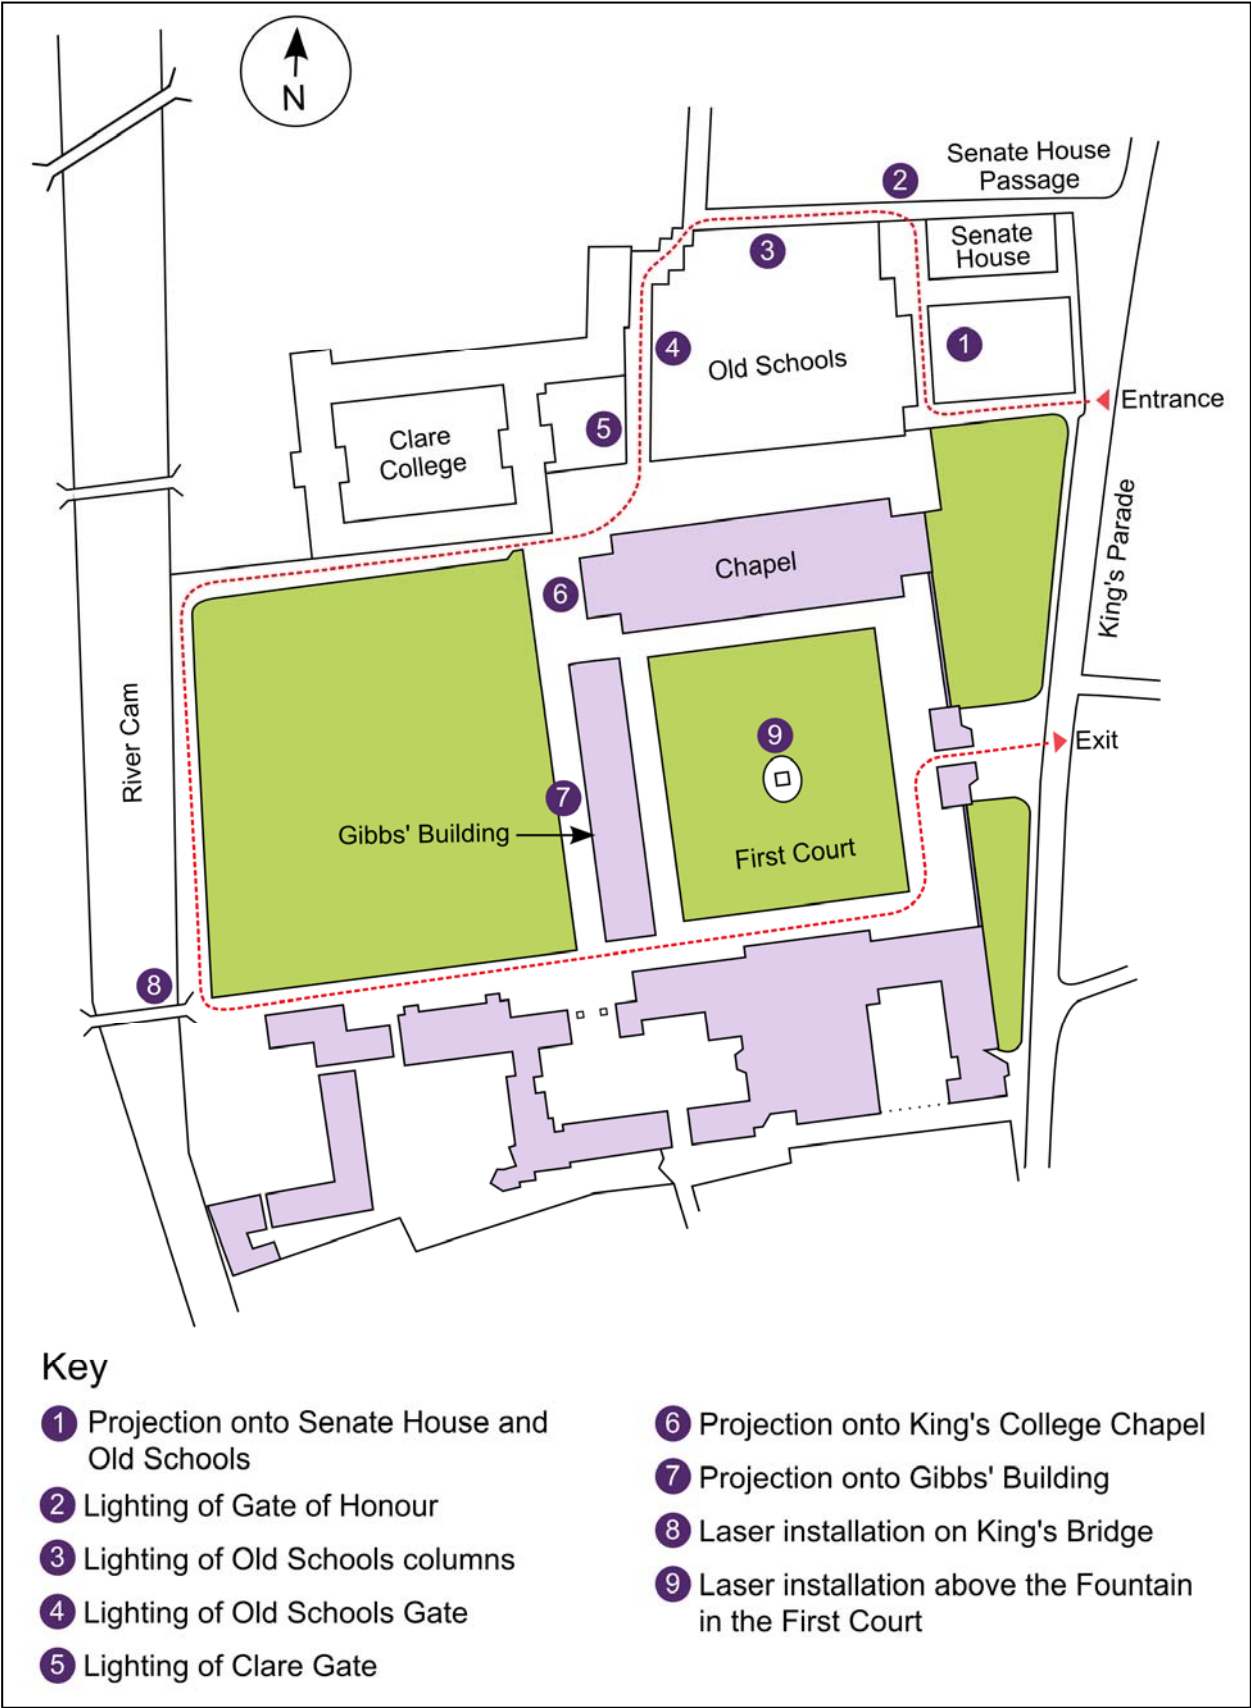 N
Senate House
Passage
2
Senate
House
3
1
4
Old Schools
Entrance
5
Clare
College
King's Parade
Chapel
6
River Cam
9
Exit
7
Gibbs' Building
First Court
8
Key
1 Projection onto Senate House and
Old Schools
2 Lighting of Gate of Honour
3 Lighting of Old Schools columns
4 Lighting of Old Schools Gate
5 Lighting of Clare Gate
6 Projection onto King's College Chapel
7 Projection onto Gibbs' Building
8 Laser installation on King's Bridge
9 Laser installation above the Fountain
in the First Court